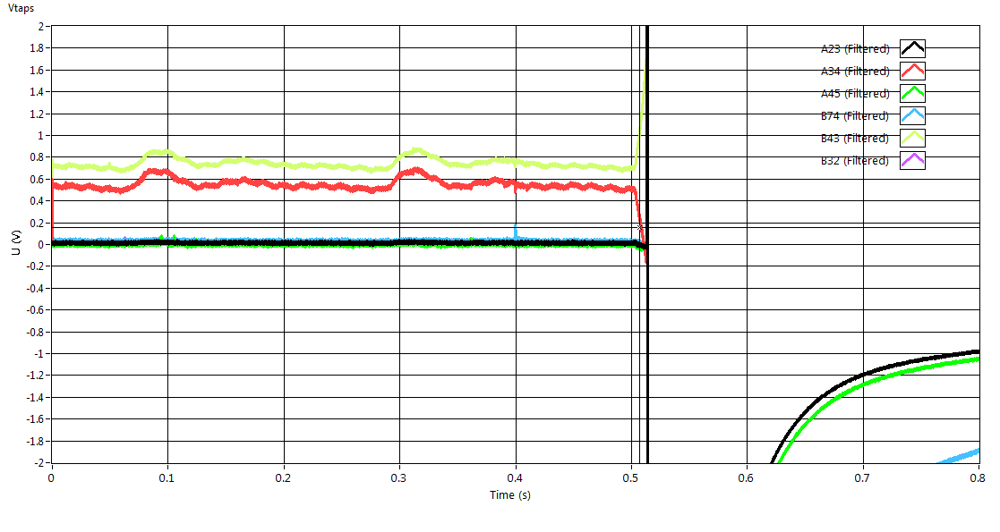 Vtaps
2
1.8
1.6
1.4
1.2
1
0.8
0.6
0.4
0.2
0
-0.2
-0.4
-0.6
-0.8
-1
-1.2
-1.4
-1.6
-1.8
-2
U (V)
A23 (Filtered)
A34 (Filtered)
A45 (Filtered)
B74 (Filtered)
B43 (Filtered)
B32 (Filtered)
0 0.1 0.2 0.3 0.4 0.5 0.6 0.7 0.8
Time (s)